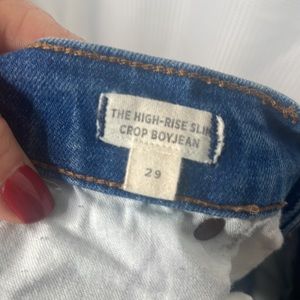 THE HIGH-RISE SLIM
CROP BOYJEAN
29